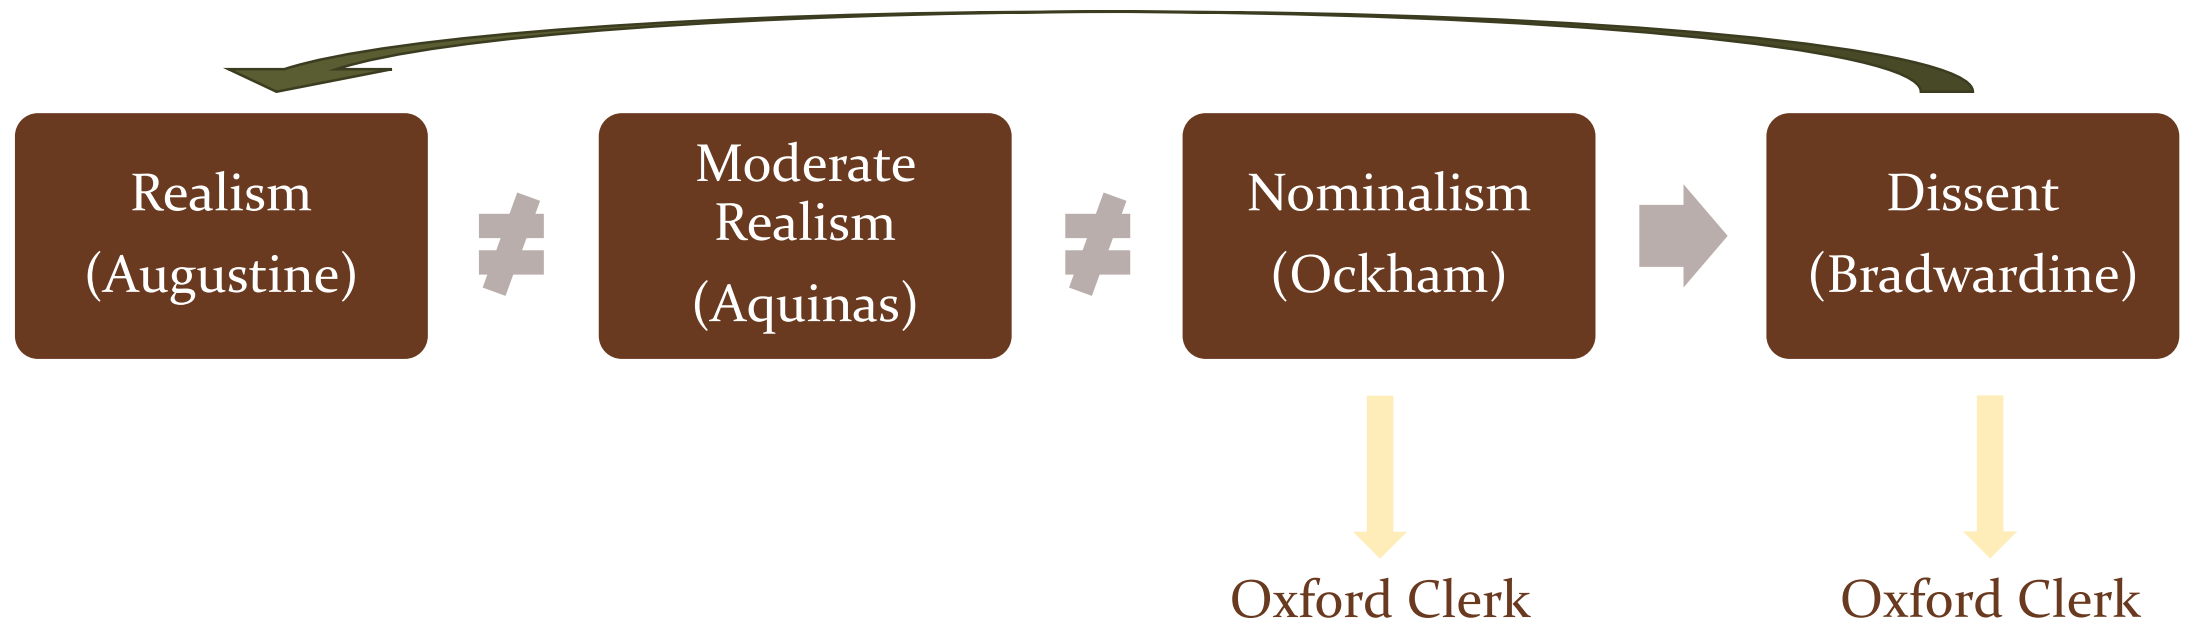 Realism
(Augustine)
≠
Moderate
Realism
(Aquinas)
≠
Nominalism
(Ockham)
Dissent
(Bradwardine)
Oxford Clerk
Oxford Clerk